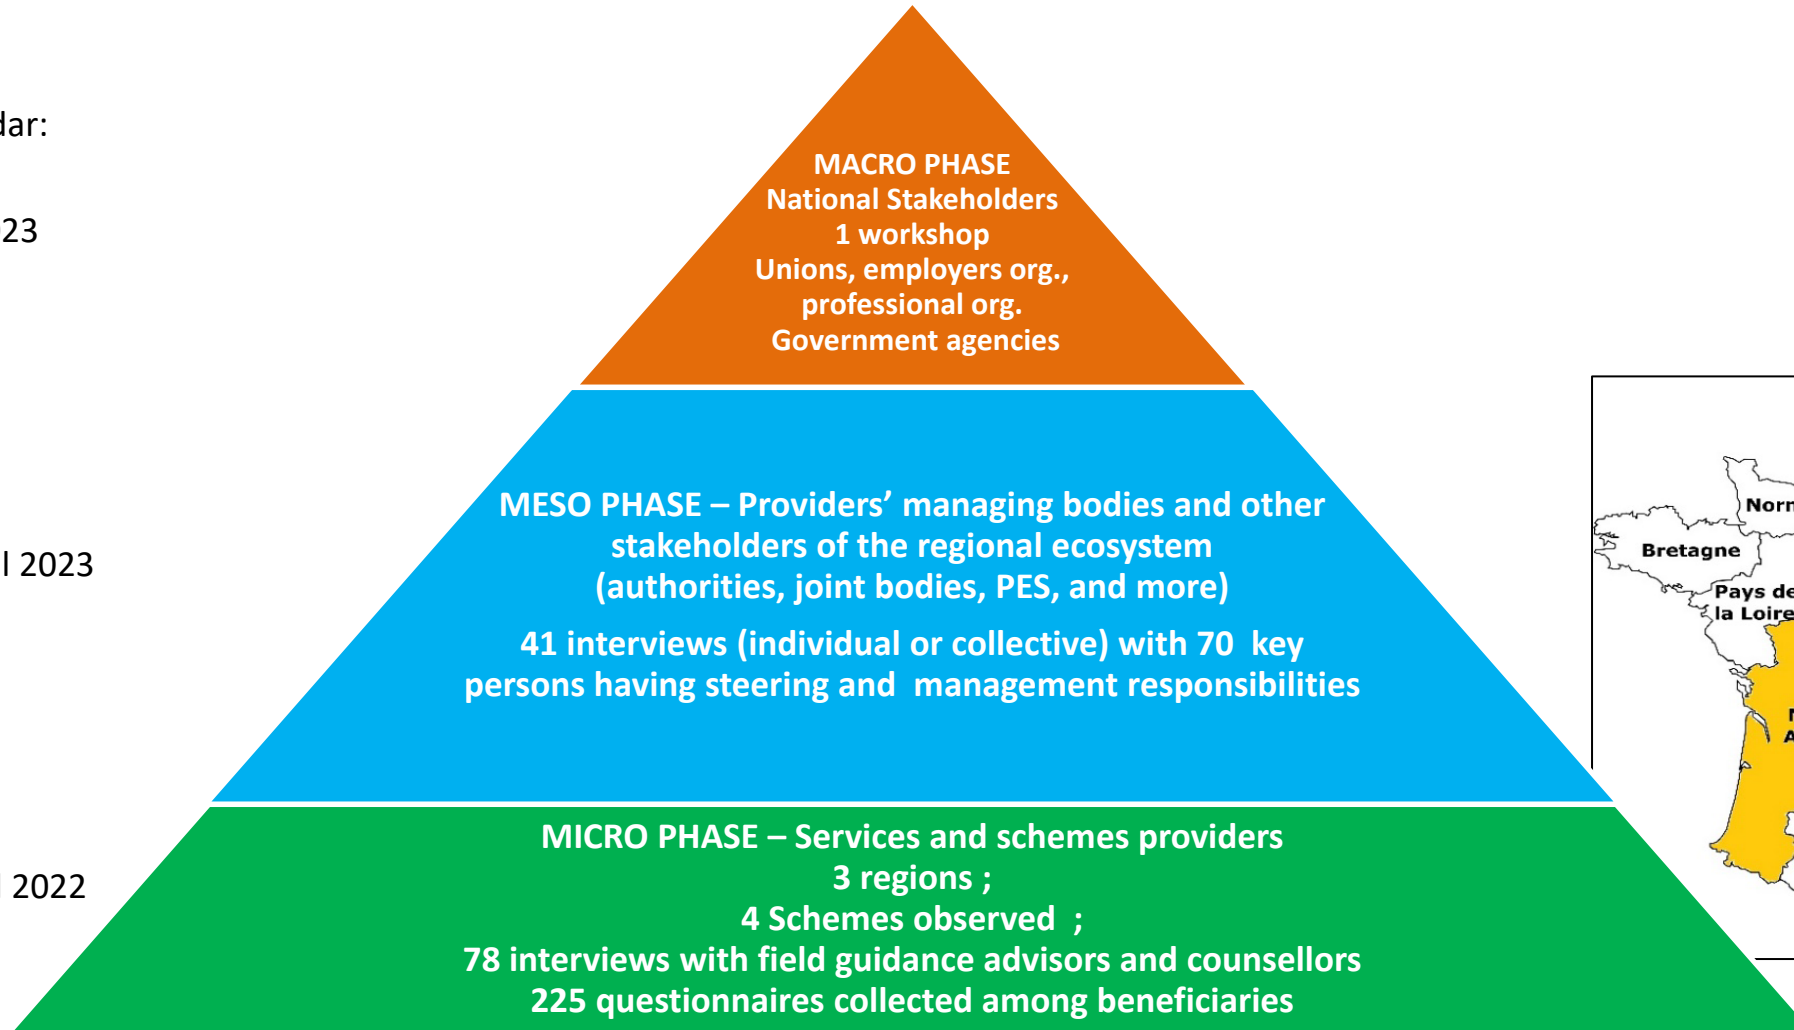 dar:
MACRO PHASE
National Stakeholders
1 workshop
Unions, employers org.,
professional org.
Government agencies
23
MESO PHASE – Providers’ managing bodies and other
stakeholders of the regional ecosystem
(authorities, joint bodies, PES, and more)
41 interviews (individual or collective) with 70 key
persons having steering and management responsibilities
l 2023
MICRO PHASE – Services and schemes providers
3 regions ;
4 Schemes observed ;
78 interviews with field guidance advisors and counsellors
225 questionnaires collected among beneficiaries
2022
Norn
Bretagne
Pays de
la Loire